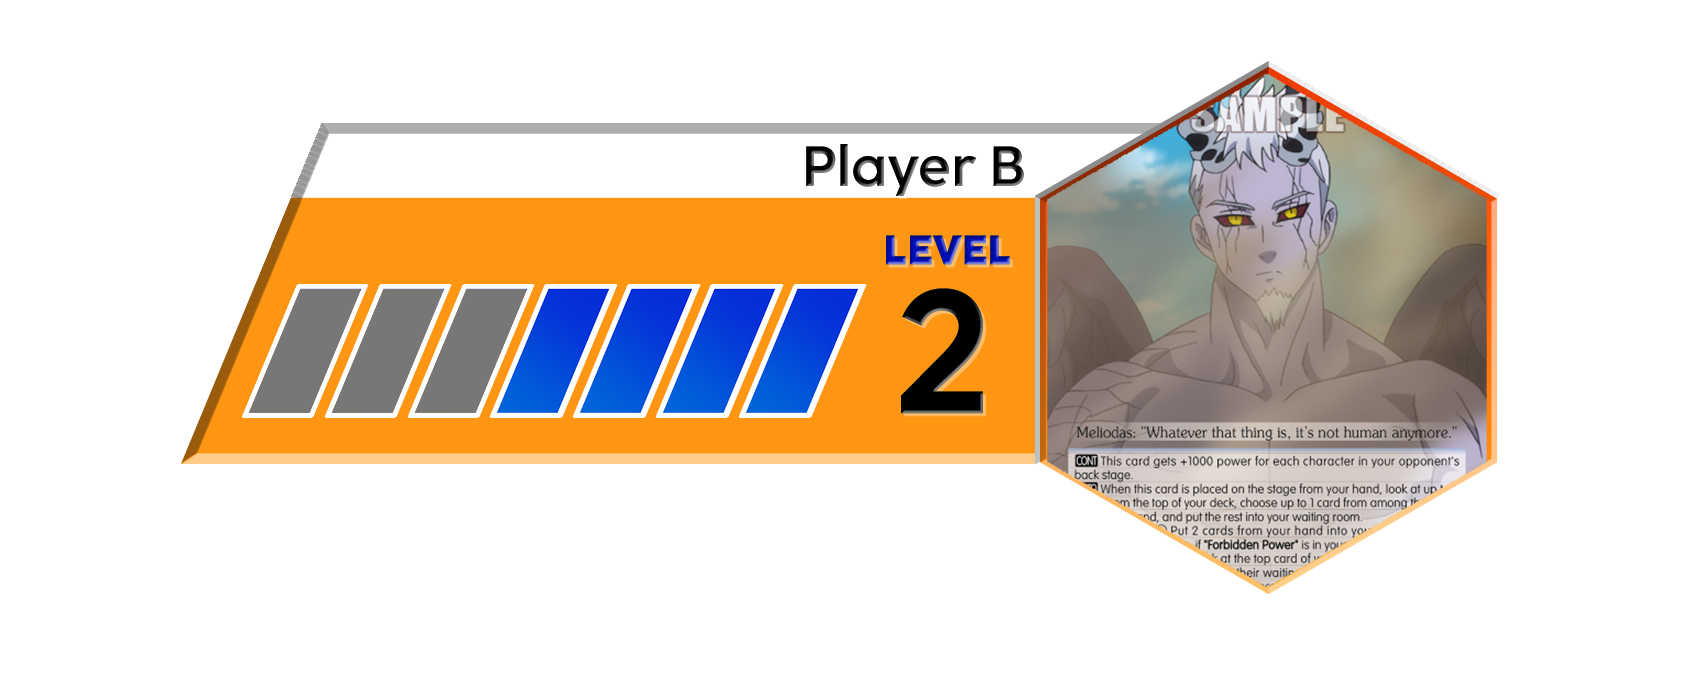 SAMPLE
Player B
LEVEL
2
Meliodas: "Whatever that thing is, it's not human anymore."
CONT This card gets +1000 power for each character in your opponent's
back stage.
When this card is placed on the stage from your hand, look at up
the top of your deck, choose up to 1 card from among
and put the rest into your waiting room.
Put 2 cards from your hand into
if "Forbidden Power" is in
at the top card of
their